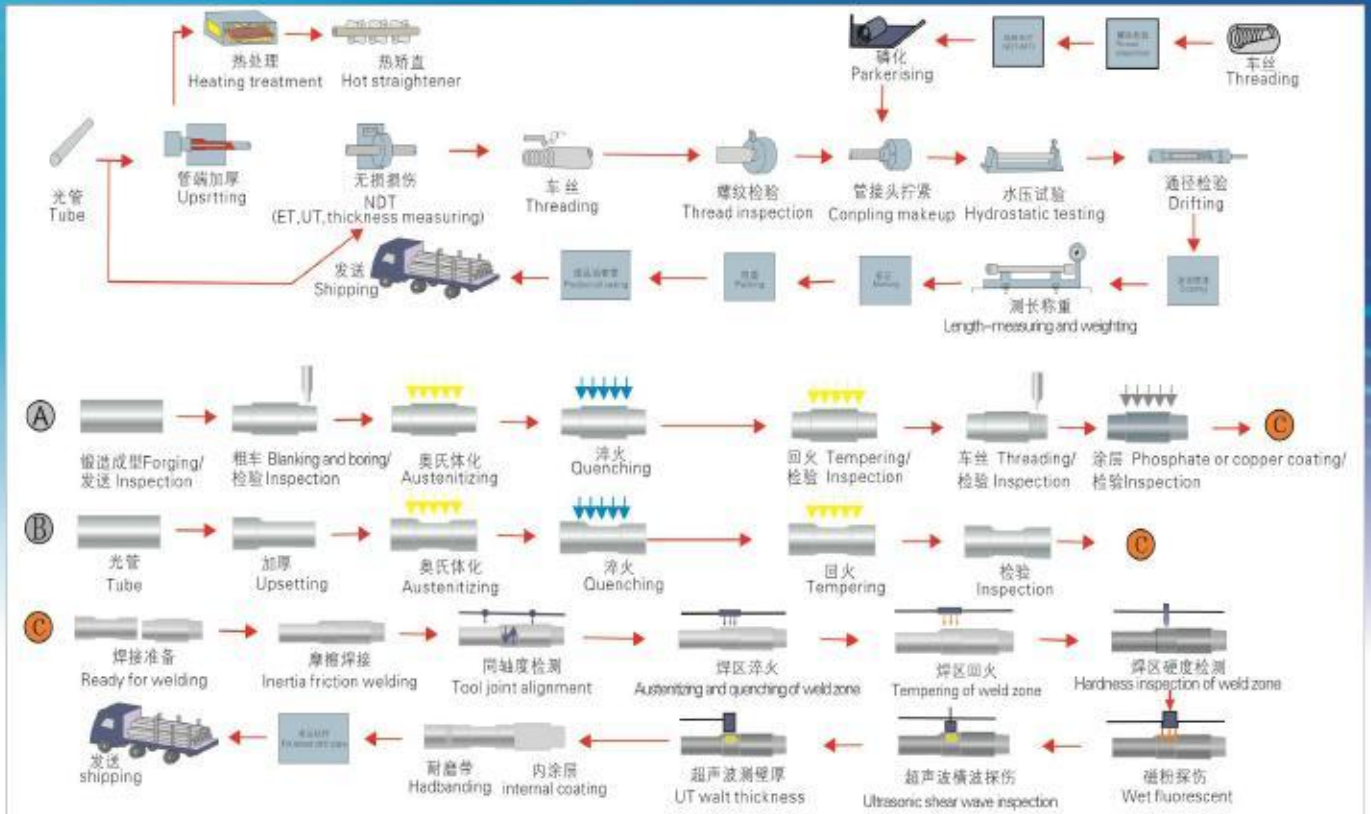 热处理
Heating treatment
热矫直
Hot straightener
磷化
Parkerising
车丝
Threading
光管
Tube
管端加厚
Upsrtting
无损损伤
NDT
(ET,UT,thickness measuring)
车丝
Threading
螺纹检验
Thread inspection
管接头拧紧
Conpling makeup
水压试验
Hydrostatic testing
通径检验
Drifting
发送
Shipping
测长称重
Length-measuring and weighting
A
锻造成型Forging/
发送 Inspection
粗车 Blanking and boring/
检验 Inspection
奥氏体化
Austenitizing
淬火
Quenching
回火 Tempering/
检验 Inspection
车丝 Threading/
检验 Inspection
涂层 Phosphate or copper coating/
检验Inspection
C
B
光管
Tube
加厚
Upsetting
奥氏体化
Austenitizing
淬火
Quenching
回火
Tempering
检验
Inspection
C
C
焊接准备
Ready for welding
摩擦焊接
Inertia friction welding
同轴度检测
Tool joint alignment
焊区淬火
Austenitizing and quenching of weld zone
焊区回火
Tempering of weld zone
焊区硬度检测
Hardness inspection of weld zone
发送
shipping
耐磨带
Hadbanding
内涂层
internal coating
超声波测壁厚
UT walt thickness
超声波横波探伤
Ultrasonic shear wave inspection
磁粉探伤
Wet fluorescent